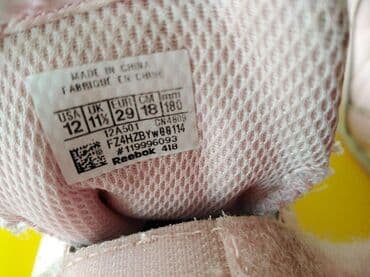 MADE IN CHINA
FABRIQUÉ EN CHINE
USA UK EUR CM mm
12 11½ 29 18 180
12A501 CN4809
FZ4HZBYw00114
#119996093
Reebok 418